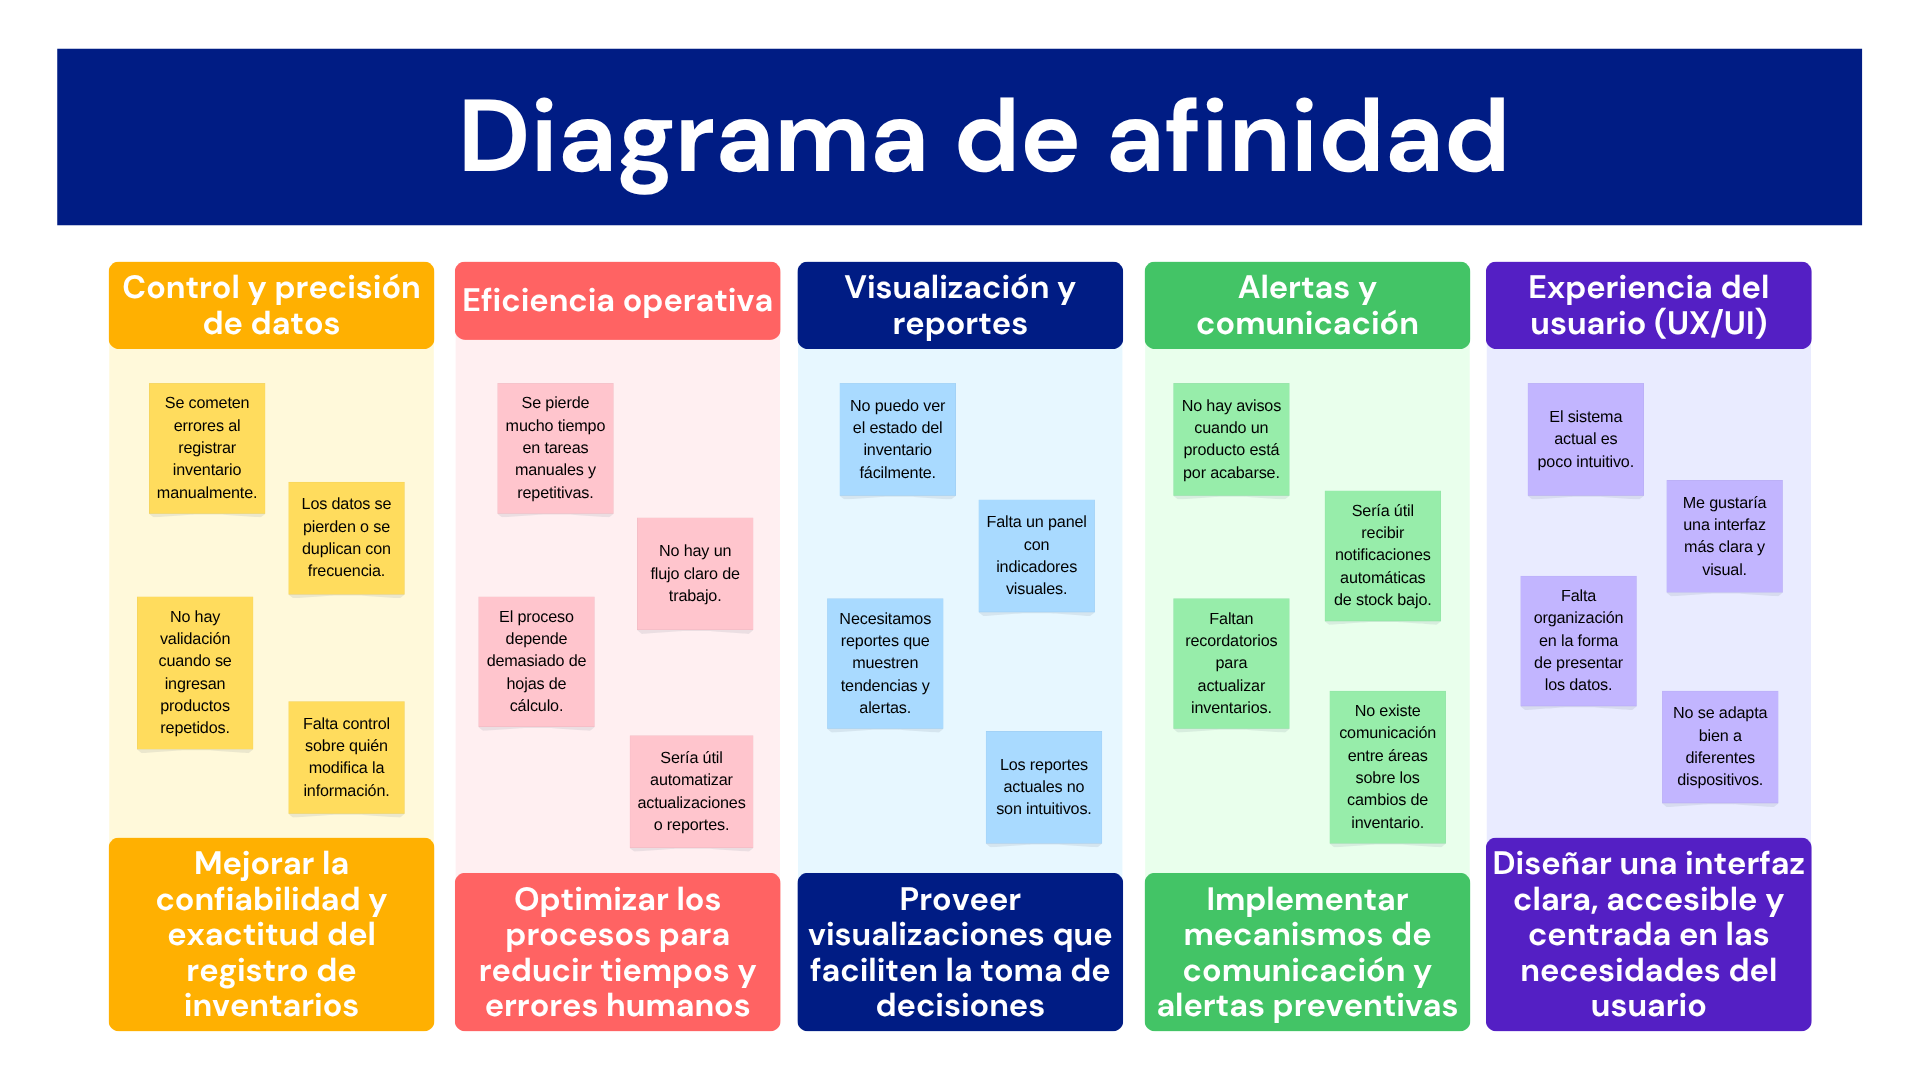 Diagrama de afinidad
Control y precisión
de datos
Se cometen
errores al
registrar
inventario
manualmente.
Los datos se
pierden o se
duplican con
frecuencia.
No hay
validación
cuando se
ingresan
productos
repetidos.
Falta control
sobre quién
modifica la
información.
Mejorar la
confiabilidad y
exactitud del
registro de
inventarios
Eficiencia operativa
Se pierde
mucho tiempo
en tareas
manuales y
repetitivas.
No hay un
flujo claro de
trabajo.
El proceso
depende
demasiado de
hojas de
cálculo.
Sería útil
automatizar
actualizaciones
o reportes.
Optimizar los
procesos para
reducir tiempos y
errores humanos
Visualización y
reportes
No puedo ver
el estado del
inventario
fácilmente.
Falta un panel
con
indicadores
visuales.
Necesitamos
reportes que
muestren
tendencias y
alertas.
Los reportes
actuales no
son intuitivos.
Proveer
visualizaciones que
faciliten la toma de
decisiones
Alertas y
comunicación
No hay avisos
cuando un
producto está
por acabarse.
Sería útil
recibir
notificaciones
automáticas
de stock bajo.
Faltan
recordatorios
para
actualizar
inventarios.
No existe
comunicación
entre áreas
sobre los
cambios de
inventario.
Implementar
mecanismos de
comunicación y
alertas preventivas
Experiencia del
usuario (UX/UI)
El sistema
actual es
poco intuitivo.
Me gustaría
una interfaz
más clara y
visual.
Falta
organización
en la forma
de presentar
los datos.
No se adapta
bien a
diferentes
dispositivos.
Diseñar una interfaz
clara, accesible y
centrada en las
necesidades del
usuario